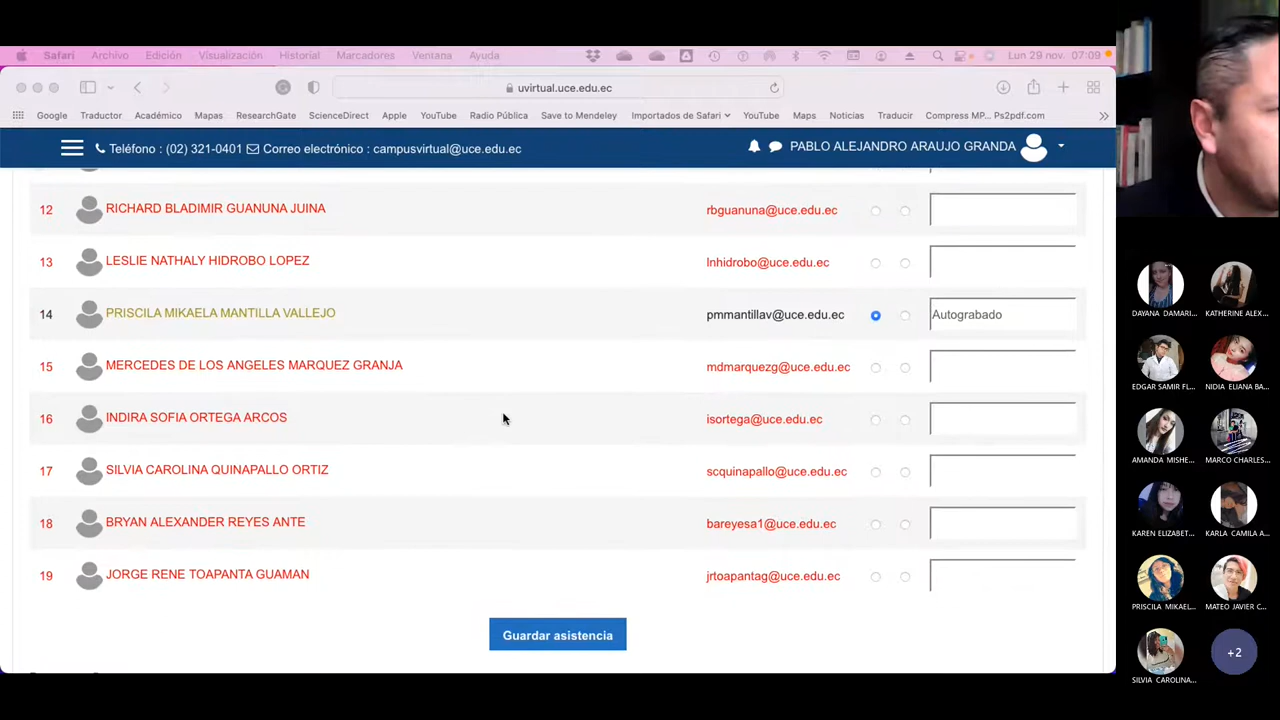 Safari Archivo Edición Visualización Historial Marcadores Ventana Ayuda Lun 29 nov. 07:09
uvirtual.uce.edu.ec
Google Traductor Académico Mapas ResearchGate ScienceDirect Apple YouTube Radio Pública Save to Mendeley Importados de Safari YouTube Maps Noticias Traducir Compress MP... Ps2pdf.com
Teléfono : (02) 321-0401 Correo electrónico : campusvirtual@uce.edu.ec PABLO ALEJANDRO ARAUJO GRANDA
12 RICHARD BLADIMIR GUANUNA JUINA rbguanuna@uce.edu.ec
13 LESLIE NATHALY HIDROBO LOPEZ lnhidrobo@uce.edu.ec
14 PRISCILA MIKAELA MANTILLA VALLEJO pmmantillav@uce.edu.ec Autograbado
15 MERCEDES DE LOS ANGELES MARQUEZ GRANJA mdmarquezg@uce.edu.ec
16 INDIRA SOFIA ORTEGA ARCOS isortega@uce.edu.ec
17 SILVIA CAROLINA QUINAPALLO ORTIZ scquinapallo@uce.edu.ec
18 BRYAN ALEXANDER REYES ANTE bareyesa1@uce.edu.ec
19 JORGE RENE TOAPANTA GUAMAN jrtoapantag@uce.edu.ec
Guardar asistencia
DAYANA DAMARI... KATHERINE ALEX...
EDGAR SAMIR FL... NIDIA ELIANA BA...
AMANDA MISHE... MARCO CHARLES...
KAREN ELIZABET... KARLA CAMILA A...
PRISCILA MIKAEL... MATEO JAVIER C...
SILVIA CAROLINA... +2